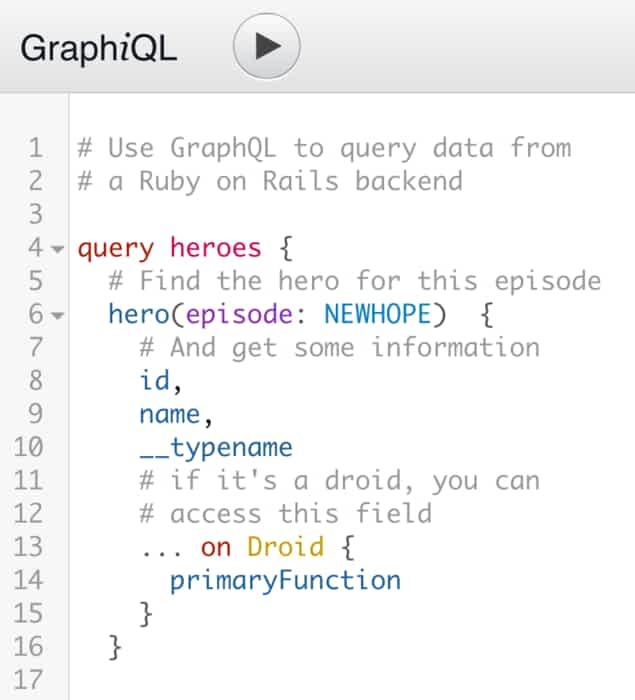 GraphiQL
1 # Use GraphQL to query data from
2 # a Ruby on Rails backend
3
4 query heroes {
5 # Find the hero for this episode
6 hero(episode: NEWHOPE)  {
7 # And get some information
8 id,
9 name,
10 __typename
11 # if it's a droid, you can
12 # access this field
13 ... on Droid {
14 primaryFunction
15 }
16 }
17